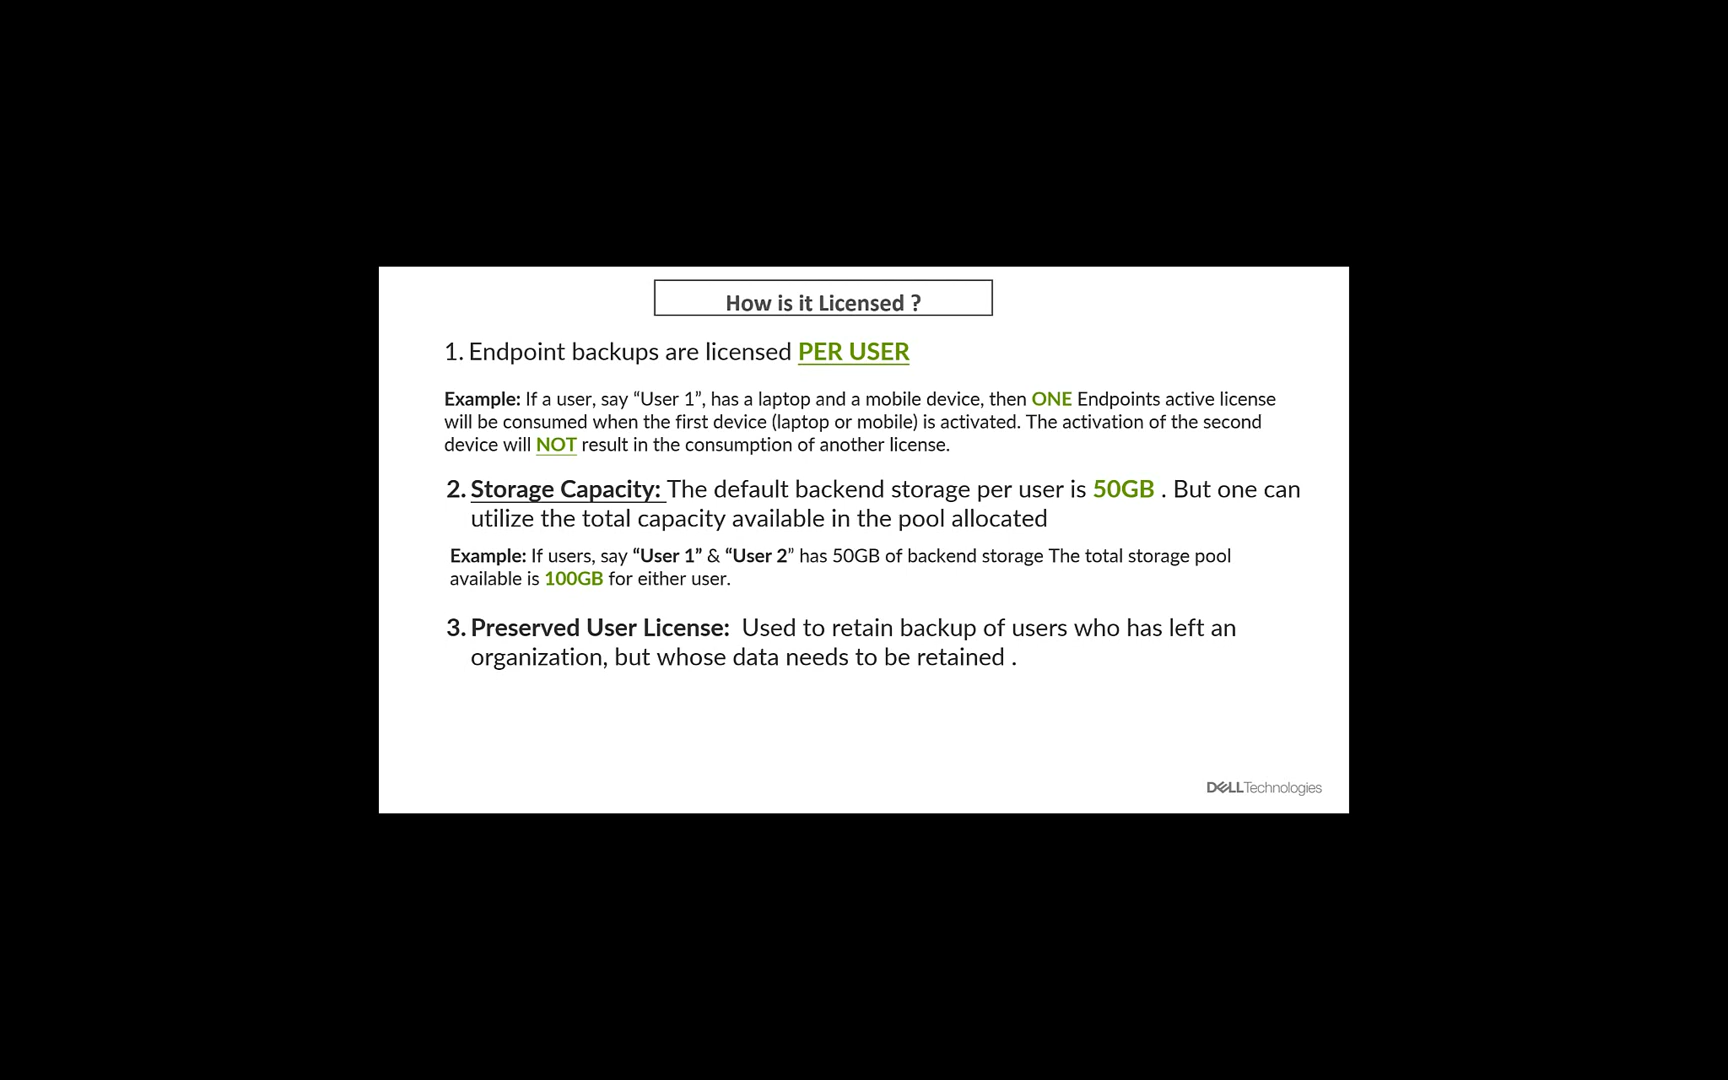 How is it Licensed ?
1. Endpoint backups are licensed PER USER
Example: If a user, say “User 1”, has a laptop and a mobile device, then ONE Endpoints active license
will be consumed when the first device (laptop or mobile) is activated. The activation of the second
device will NOT result in the consumption of another license.
2. Storage Capacity: The default backend storage per user is 50GB . But one can
utilize the total capacity available in the pool allocated
Example: If users, say “User 1” & “User 2” has 50GB of backend storage The total storage pool
available is 100GB for either user.
3. Preserved User License:  Used to retain backup of users who has left an
organization, but whose data needs to be retained .
DELLTechnologies